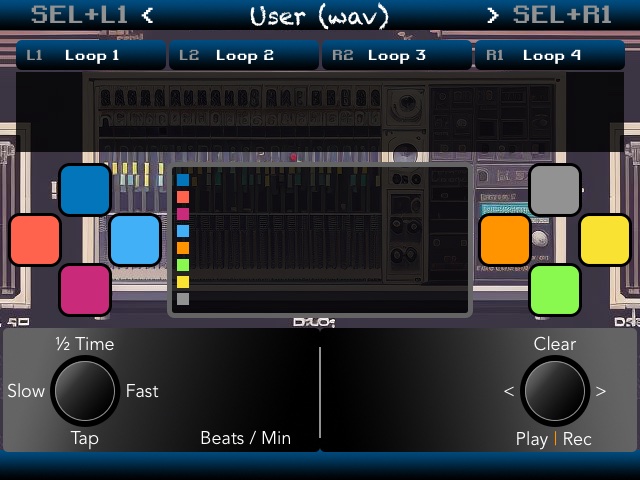 SEL+L1 < User (wav) > SEL+R1
L1 Loop 1 L2 Loop 2 R2 Loop 3 R1 Loop 4
½ Time Clear
Slow Fast < >
Tap Beats / Min Play | Rec